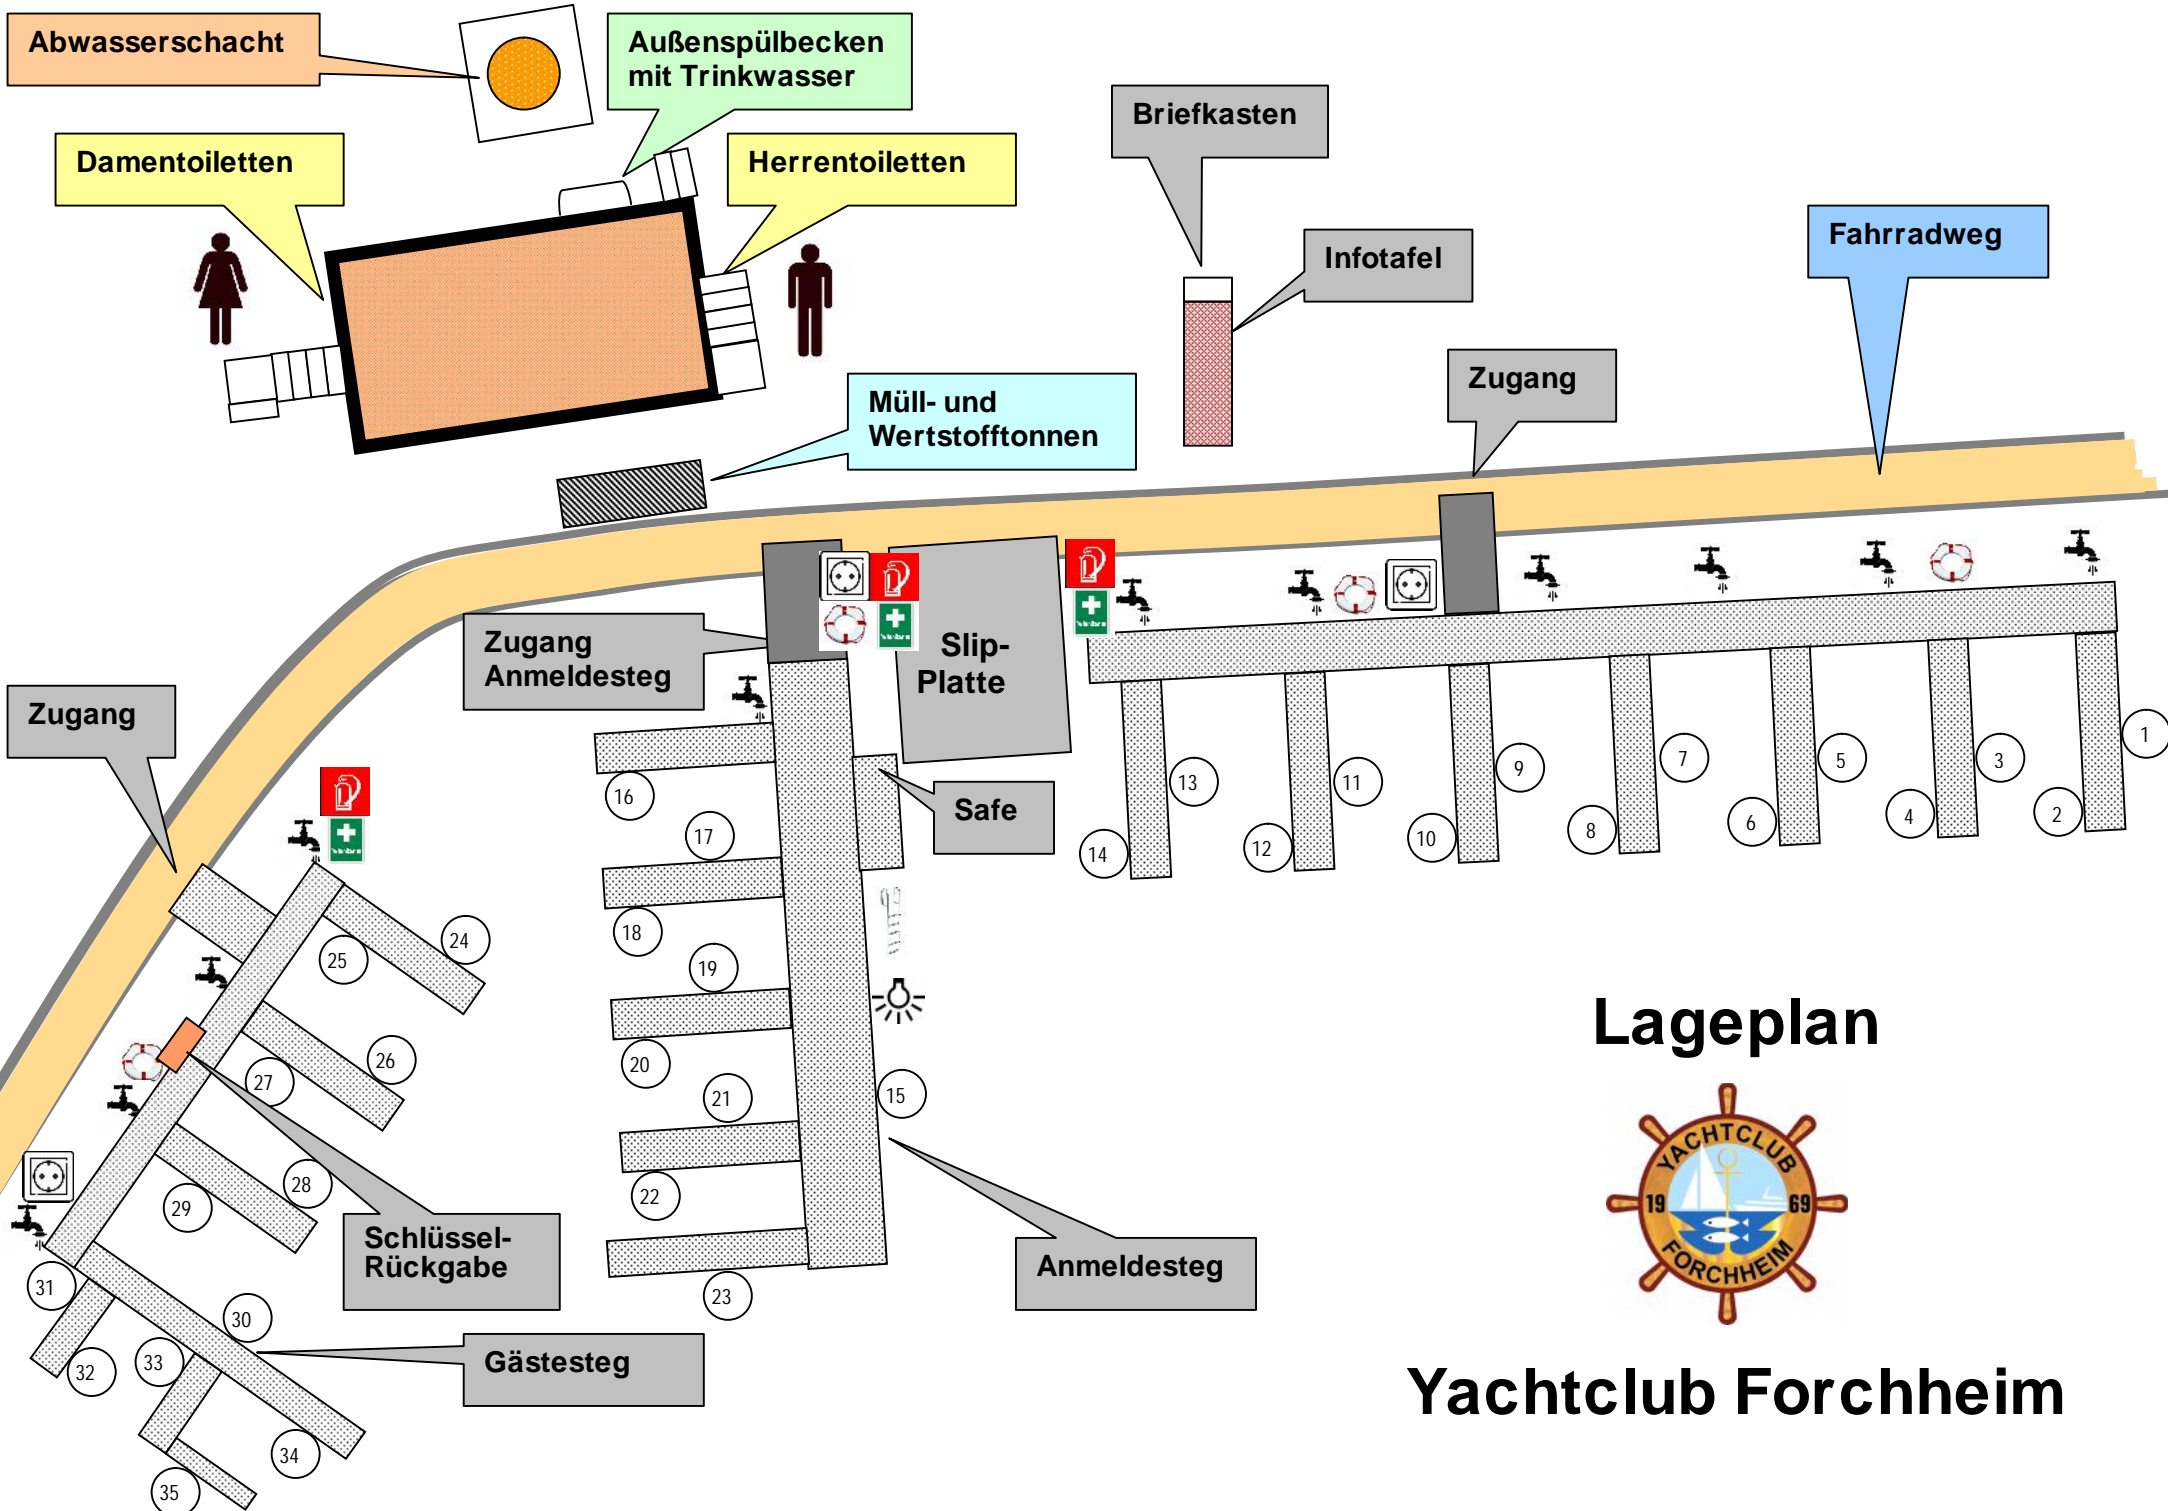 Abwasserschacht
Außenspülbecken
mit Trinkwasser
Damentoiletten
Herrentoiletten
Briefkasten
Infotafel
Fahrradweg
Zugang
Müll- und
Wertstofftonnen
Zugang
Anmeldesteg
Slip-
Platte
Zugang
Safe
1
2
3
4
5
6
7
8
9
10
11
12
13
14
15
16
17
18
19
20
21
22
23
24
25
26
27
28
29
30
31
32
33
34
35
Schlüssel-
Rückgabe
Anmeldesteg
Gästesteg
Lageplan
YACHTCLUB
19 69
FORCHHEIM
Yachtclub Forchheim